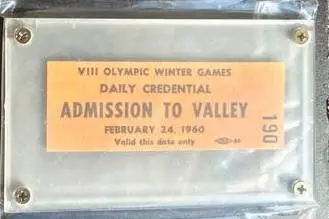 VIII OLYMPIC WINTER GAMES
DAILY CREDENTIAL
ADMISSION TO VALLEY
FEBRUARY 24, 1960
Valid this date only
190